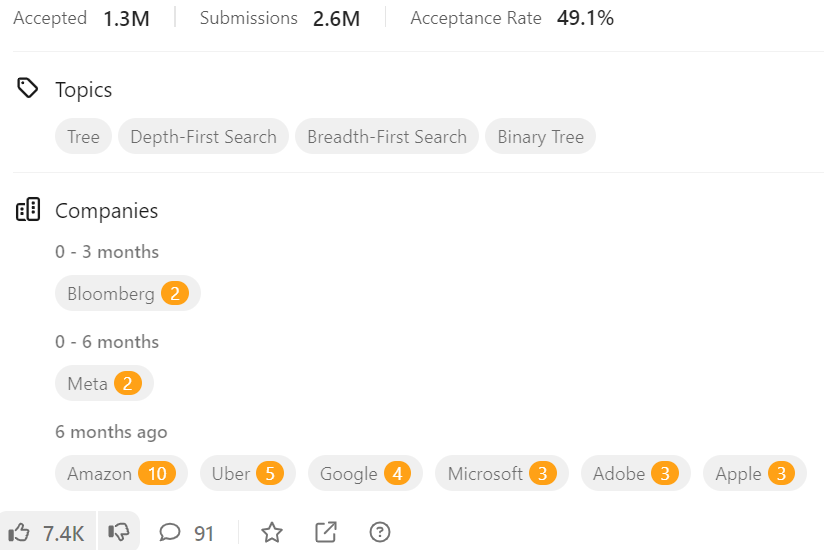 Accepted 1.3M Submissions 2.6M Acceptance Rate 49.1%
Topics
Tree Depth-First Search Breadth-First Search Binary Tree
Companies
0 - 3 months
Bloomberg 2
0 - 6 months
Meta 2
6 months ago
Amazon 10 Uber 5 Google 4 Microsoft 3 Adobe 3 Apple 3
7.4K 91